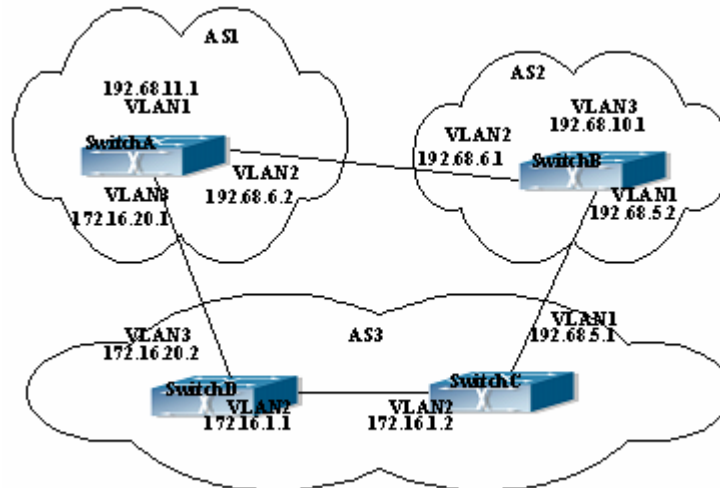 AS1
192.68.11.1
VLAN1
SwitchA
VLAN3
172.16.20.1
VLAN2
192.68.6.2
AS2
VLAN3
192.68.10.1
VLAN2
192.68.6.1
SwitchB
VLAN1
192.68.5.2
AS3
VLAN3
172.16.20.2
VLAN1
192.68.5.1
SwitchD
VLAN2
172.16.1.1
SwitchC
VLAN2
172.16.1.2